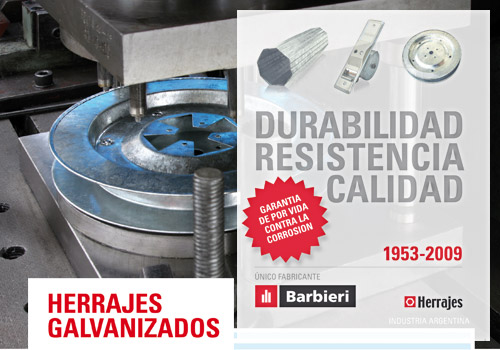 DURABILIDAD
RESISTENCIA
CALIDAD
GARANTIA
DE POR VIDA
CONTRA LA
CORROSION
1953-2009
ÚNICO FABRICANTE
Barbieri
Herrajes
INDUSTRIA ARGENTINA
HERRAJES
GALVANIZADOS